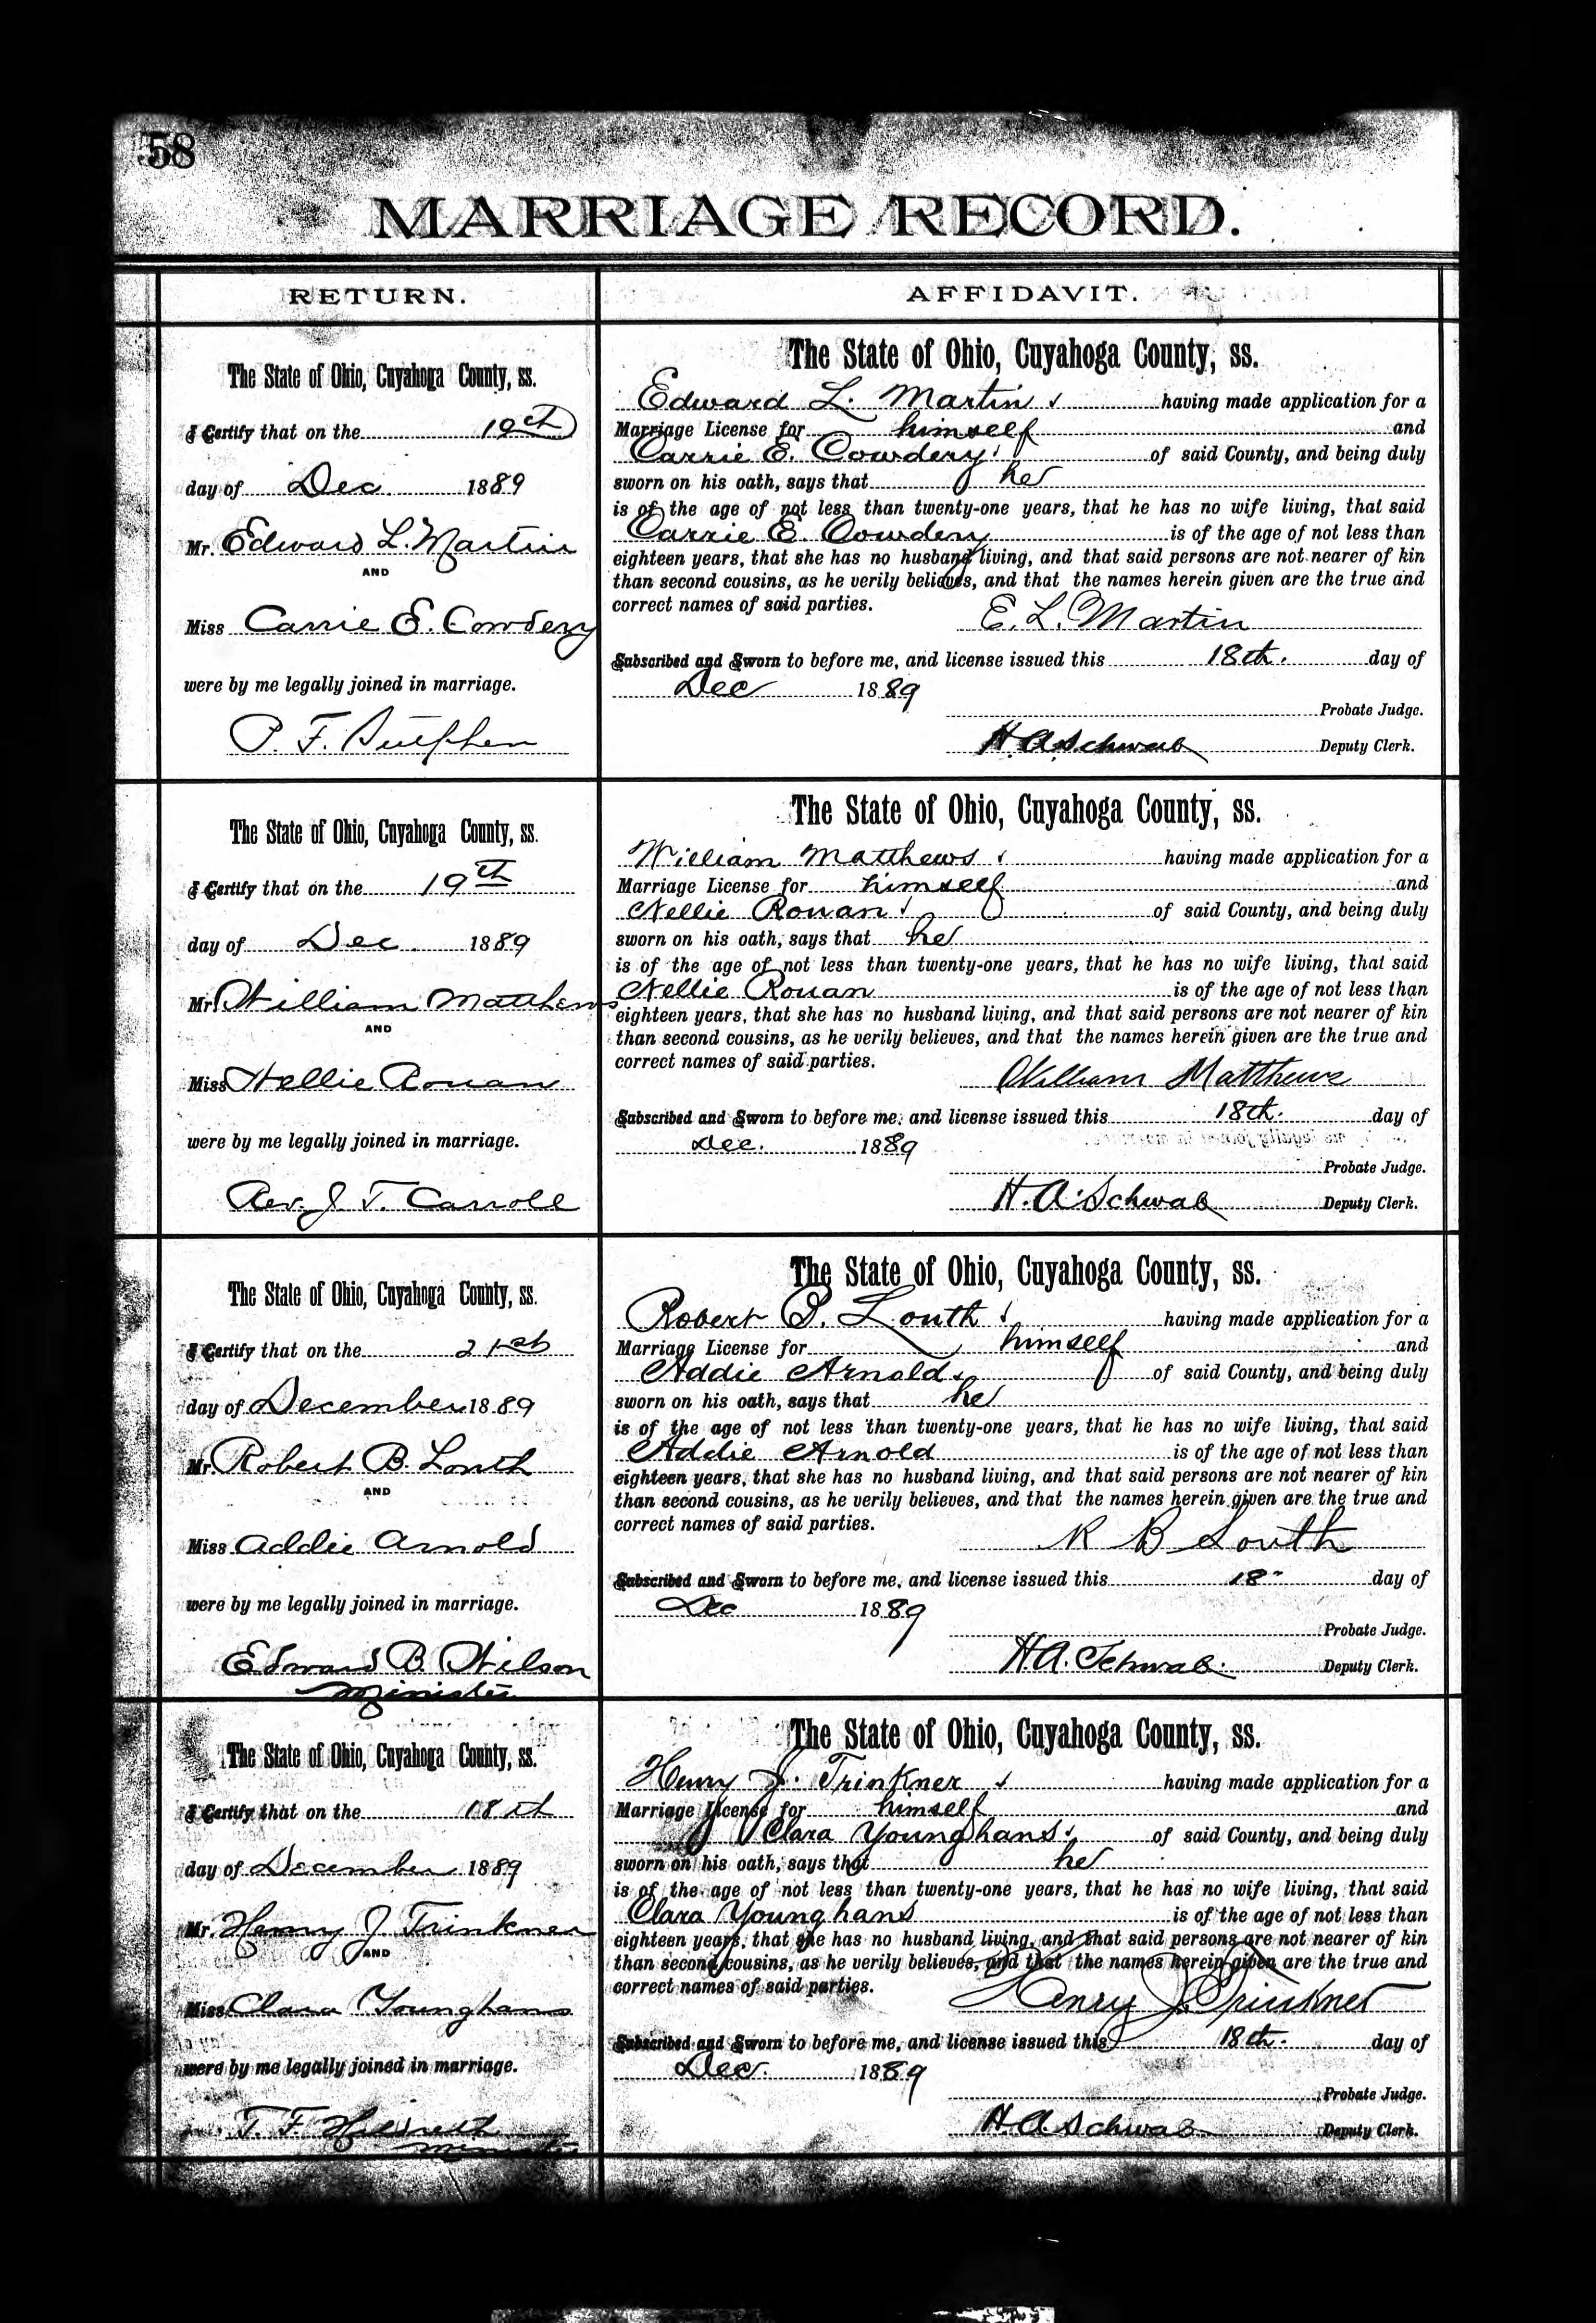 58
MARRIAGE RECORD.
RETURN.
AFFIDAVIT.
The State of Ohio, Cuyahoga County, ss.
I Certify that on the 19th
day of Dec 1889
Mr. Edward L. Martin
AND
Miss Carrie E. Cowdery
were by me legally joined in marriage.
P. F. Sutphen
The State of Ohio, Cuyahoga County, ss.
Edward L. Martin having made application for a
Marriage License for himself and
Carrie E. Cowdery of said County, and being duly
sworn on his oath, says that he
is of the age of not less than twenty-one years, that he has no wife living, that said
Carrie E. Cowdery is of the age of not less than
eighteen years, that she has no husband living, and that said persons are not nearer of kin
than second cousins, as he verily believes, and that the names herein given are the true and
correct names of said parties. E. L. Martin
Subscribed and Sworn to before me, and license issued this 18th. day of
Dec 1889
Probate Judge.
H. A. Schwab Deputy Clerk.
The State of Ohio, Cuyahoga County, ss.
I Certify that on the 19th
day of Dec. 1889
Mr. William Matthews
AND
Miss Nellie Rouan
were by me legally joined in marriage.
Rev. J. T. Carroll
The State of Ohio, Cuyahoga County, ss.
William Matthews having made application for a
Marriage License for himself and
Nellie Rouan of said County, and being duly
sworn on his oath, says that he
is of the age of not less than twenty-one years, that he has no wife living, that said
Nellie Rouan is of the age of not less than
eighteen years, that she has no husband living, and that said persons are not nearer of kin
than second cousins, as he verily believes, and that the names herein given are the true and
correct names of said parties. William Matthews
Subscribed and Sworn to before me, and license issued this 18th. day of
Dec. 1889
Probate Judge.
H. A. Schwab Deputy Clerk.
The State of Ohio, Cuyahoga County, ss.
I Certify that on the 21st
day of December 1889
Mr. Robert B. Louth
AND
Miss Addie Arnold
were by me legally joined in marriage.
Edward B. Wilson
Minister
The State of Ohio, Cuyahoga County, ss.
Robert B. Louth having made application for a
Marriage License for himself and
Addie Arnold of said County, and being duly
sworn on his oath, says that he
is of the age of not less than twenty-one years, that he has no wife living, that said
Addie Arnold is of the age of not less than
eighteen years, that she has no husband living, and that said persons are not nearer of kin
than second cousins, as he verily believes, and that the names herein given are the true and
correct names of said parties. R B Louth
Subscribed and Sworn to before me, and license issued this 18" day of
Dec 1889
Probate Judge.
H. A. Schwab. Deputy Clerk.
The State of Ohio, Cuyahoga County, ss.
I Certify that on the 18th
day of December 1889
Mr. Henry J Trinkner
AND
Miss Clara Younghans
were by me legally joined in marriage.
T. F. Hildreth
Minister
The State of Ohio, Cuyahoga County, ss.
Henry J. Trinkner having made application for a
Marriage License for himself and
Clara Younghans of said County, and being duly
sworn on his oath, says that he
is of the age of not less than twenty-one years, that he has no wife living, that said
Clara Younghans is of the age of not less than
eighteen years, that she has no husband living, and that said persons are not nearer of kin
than second cousins, as he verily believes, and that the names herein given are the true and
correct names of said parties. Henry J. Trinkner
Subscribed and Sworn to before me, and license issued this 18th. day of
Dec. 1889
Probate Judge.
H. A. Schwab Deputy Clerk.